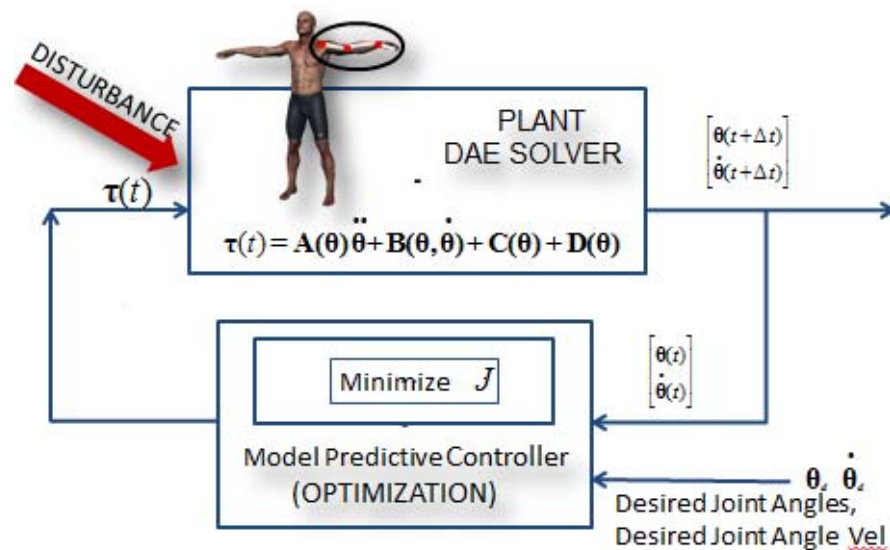 DISTURBANCE
PLANT
DAE SOLVER
τ(t)
τ(t) = A(θ)θ̈ + B(θ, θ̇) + C(θ) + D(θ)
[θ(t+Δt)]
[θ̇(t+Δt)]
Minimize J
Model Predictive Controller
(OPTIMIZATION)
[θ(t)]
[θ̇(t)]
θd θ̇d
Desired Joint Angles,
Desired Joint Angle Vel